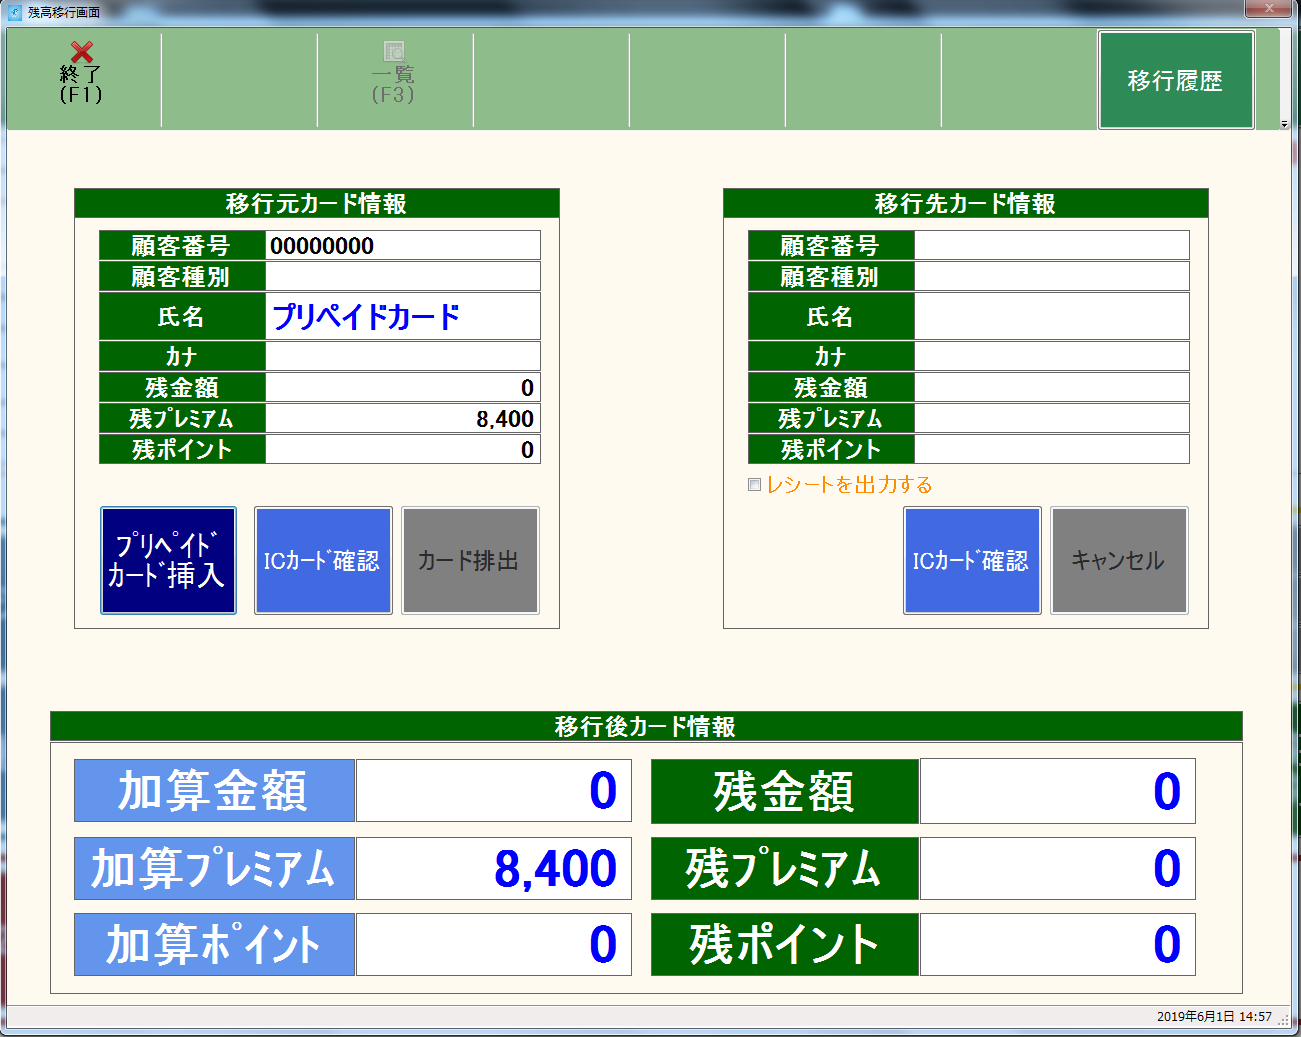 残高移行画面
終了
(F1)
一覧
(F3)
移行履歴
移行元カード情報
顧客番号 00000000
顧客種別
氏名 プリペイドカード
ｶﾅ
残金額 0
残ﾌﾟﾚﾐｱﾑ 8,400
残ポイント 0
ﾌﾟﾘﾍﾟｲﾄﾞ
ｶｰﾄﾞ挿入
ICｶｰﾄﾞ確認
カード排出
移行先カード情報
顧客番号
顧客種別
氏名
ｶﾅ
残金額
残ﾌﾟﾚﾐｱﾑ
残ポイント
レシートを出力する
ICｶｰﾄﾞ確認
キャンセル
移行後カード情報
加算金額 0 残金額 0
加算ﾌﾟﾚﾐｱﾑ 8,400 残ﾌﾟﾚﾐｱﾑ 0
加算ﾎﾟｲﾝﾄ 0 残ポイント 0
2019年6月1日 14:57